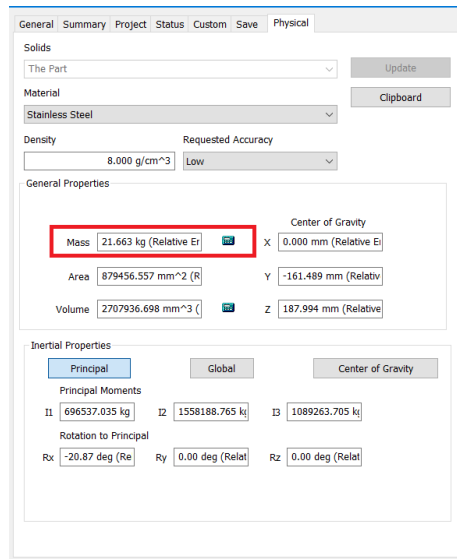 General Summary Project Status Custom Save Physical
Solids
The Part
Update
Material
Clipboard
Stainless Steel
Density Requested Accuracy
8.000 g/cm^3 Low
General Properties
Center of Gravity
Mass 21.663 kg (Relative Er X 0.000 mm (Relative Er
Area 879456.557 mm^2 (R Y -161.489 mm (Relativ
Volume 2707936.698 mm^3 ( Z 187.994 mm (Relative
Inertial Properties
Principal Global Center of Gravity
Principal Moments
I1 696537.035 kg I2 1558188.765 kg I3 1089263.705 kg
Rotation to Principal
Rx -20.87 deg (Re Ry 0.00 deg (Relat Rz 0.00 deg (Relat